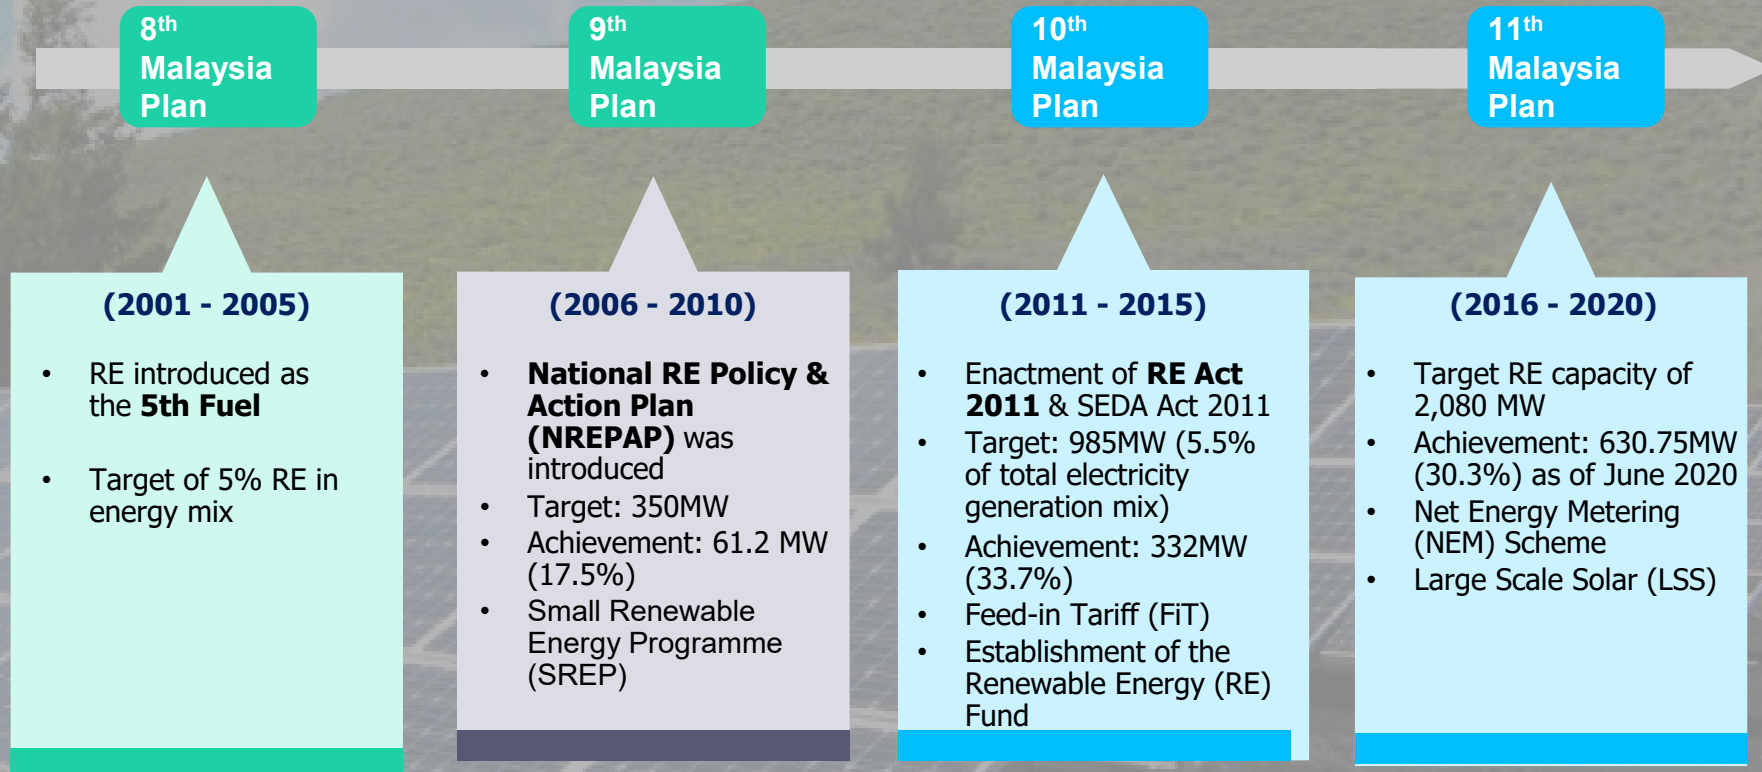 8th
Malaysia
Plan
9th
Malaysia
Plan
10th
Malaysia
Plan
11th
Malaysia
Plan
(2001 - 2005)
• RE introduced as
the 5th Fuel
• Target of 5% RE in
energy mix
(2006 - 2010)
• National RE Policy &
Action Plan
(NREPAP) was
introduced
• Target: 350MW
• Achievement: 61.2 MW
(17.5%)
• Small Renewable
Energy Programme
(SREP)
(2011 - 2015)
• Enactment of RE Act
2011 & SEDA Act 2011
• Target: 985MW (5.5%
of total electricity
generation mix)
• Achievement: 332MW
(33.7%)
• Feed-in Tariff (FiT)
• Establishment of the
Renewable Energy (RE)
Fund
(2016 - 2020)
• Target RE capacity of
2,080 MW
• Achievement: 630.75MW
(30.3%) as of June 2020
• Net Energy Metering
(NEM) Scheme
• Large Scale Solar (LSS)